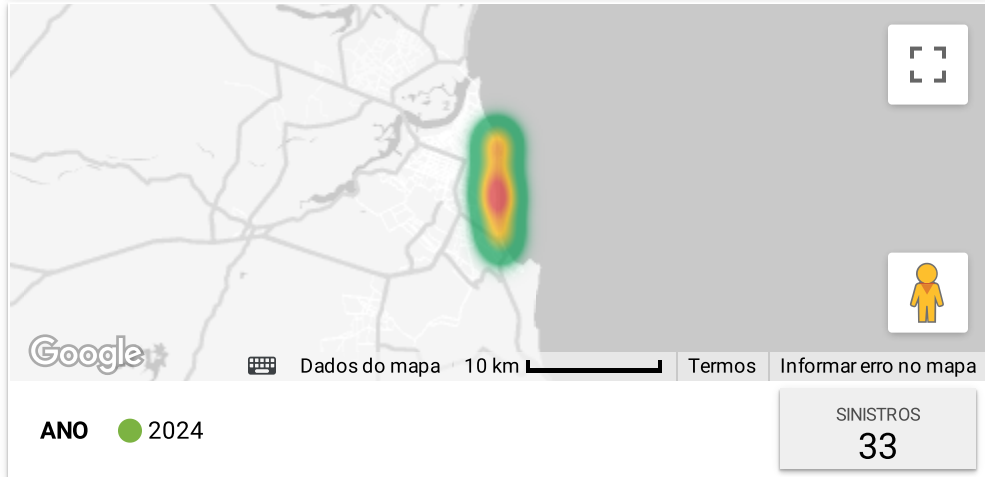 Google
Dados do mapa 10 km Termos Informar erro no mapa
ANO 2024
SINISTROS
33